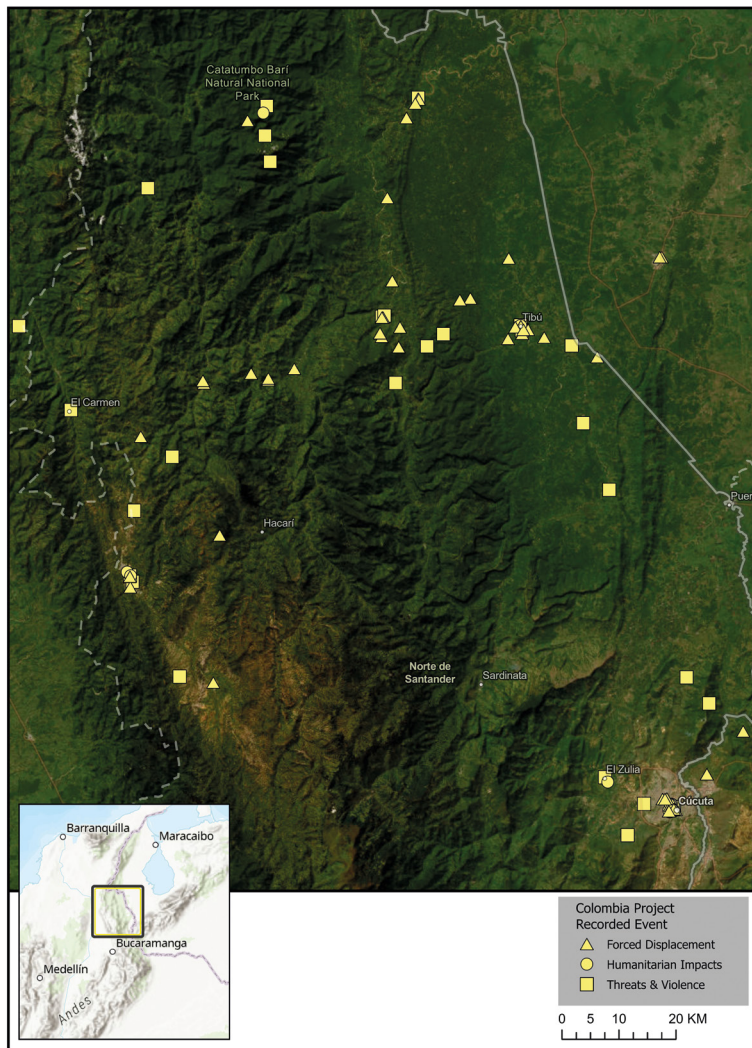 Catatumbo Barí
Natural National
Park
Tibú
El Carmen
Puer
Hacarí
Norte de
Santander
Sardinata
El Zulia
Cúcuta
Barranquilla
Maracaibo
Bucaramanga
Medellín
Andes
Colombia Project
Recorded Event
Forced Displacement
Humanitarian Impacts
Threats & Violence
0 5 10 20 KM